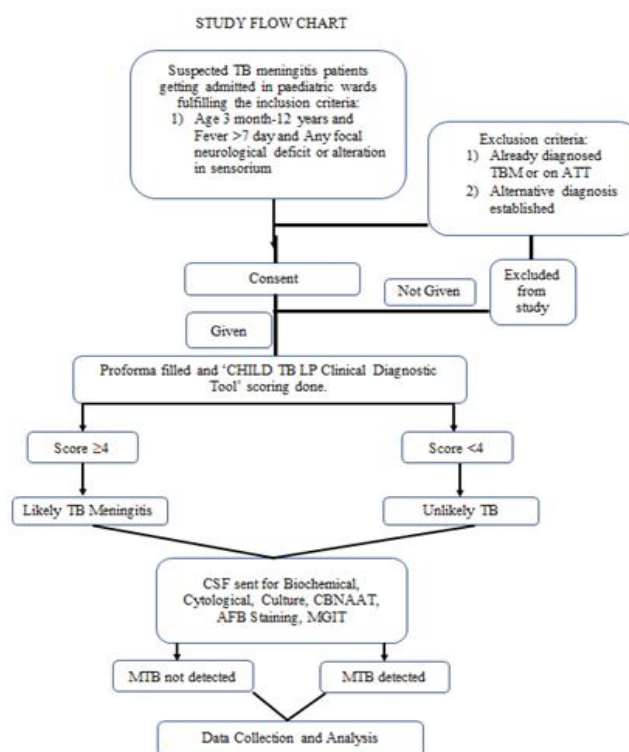 STUDY FLOW CHART
Suspected TB meningitis patients
getting admitted in paediatric wards
fulfilling the inclusion criteria:
1) Age 3 month-12 years and
Fever >7 day and Any focal
neurological deficit or alteration
in sensorium
Exclusion criteria:
1) Already diagnosed
TBM or on ATT
2) Alternative diagnosis
established
Consent
Not Given
Excluded
from
study
Given
Proforma filled and ‘CHILD TB LP Clinical Diagnostic
Tool’ scoring done.
Score ≥4
Score <4
Likely TB Meningitis
Unlikely TB
CSF sent for Biochemical,
Cytological, Culture, CBNAAT,
AFB Staining, MGIT
MTB not detected
MTB detected
Data Collection and Analysis